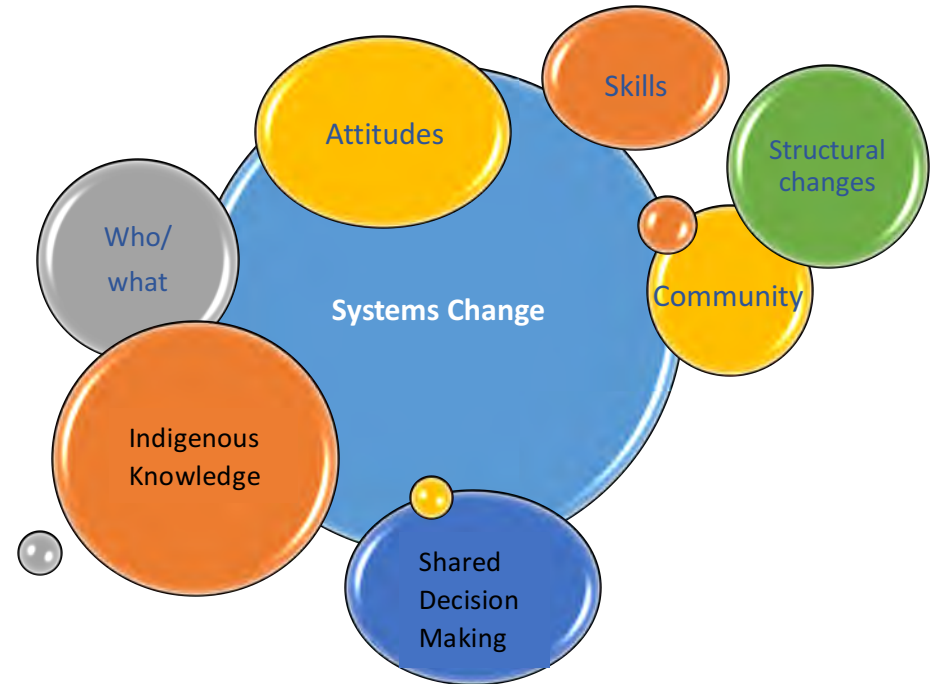 Skills
Attitudes
Structural
changes
Who/
what
Community
Systems Change
Indigenous
Knowledge
Shared
Decision
Making